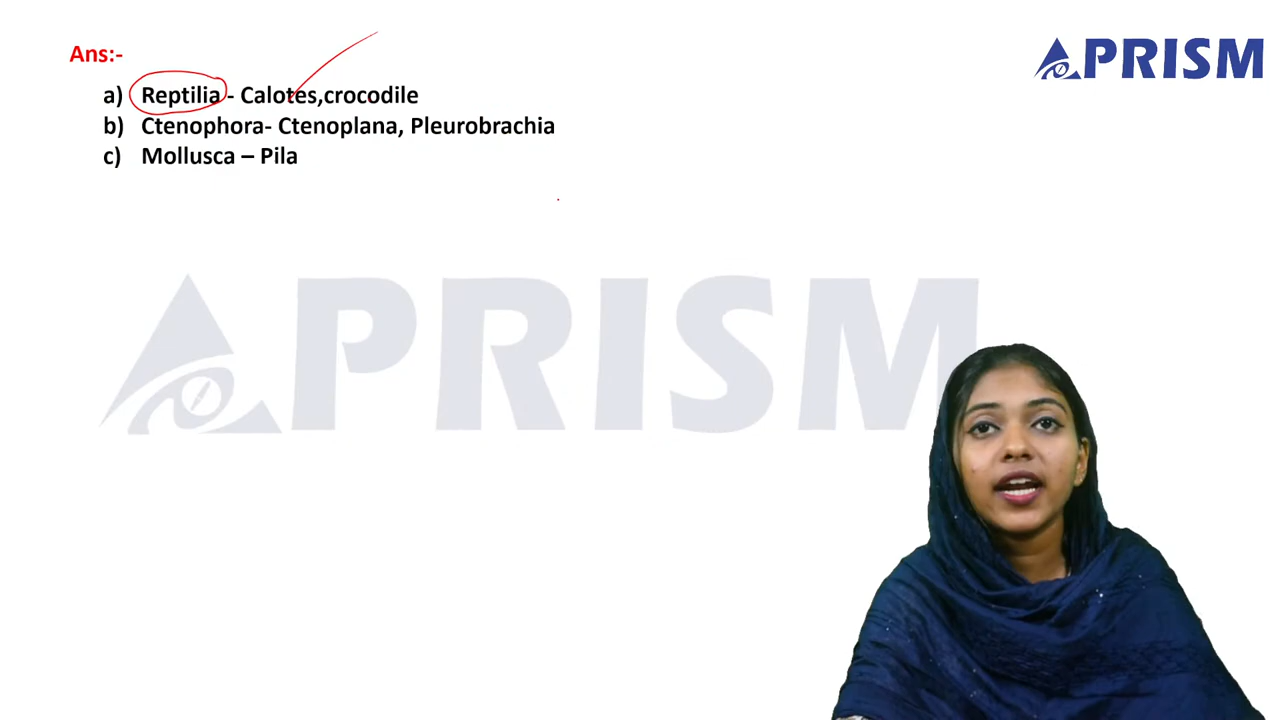 Ans:-
PRISM
a) Reptilia - Calotes,crocodile
b) Ctenophora- Ctenoplana, Pleurobrachia
c) Mollusca – Pila
PRISM